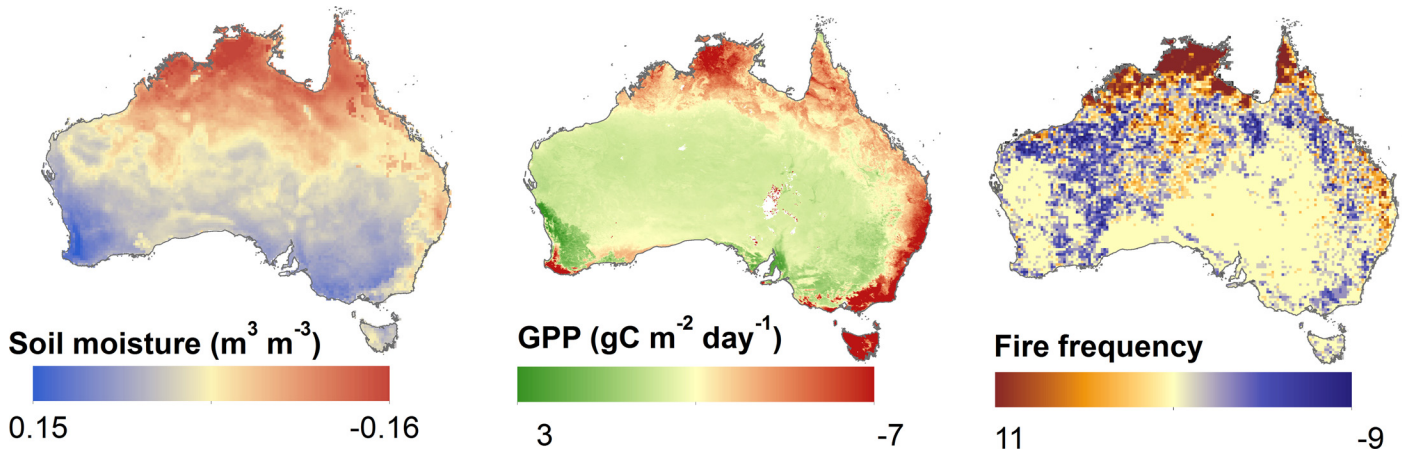 Soil moisture (m³ m⁻³)
0.15 -0.16
GPP (gC m⁻² day⁻¹)
3 -7
Fire frequency
11 -9